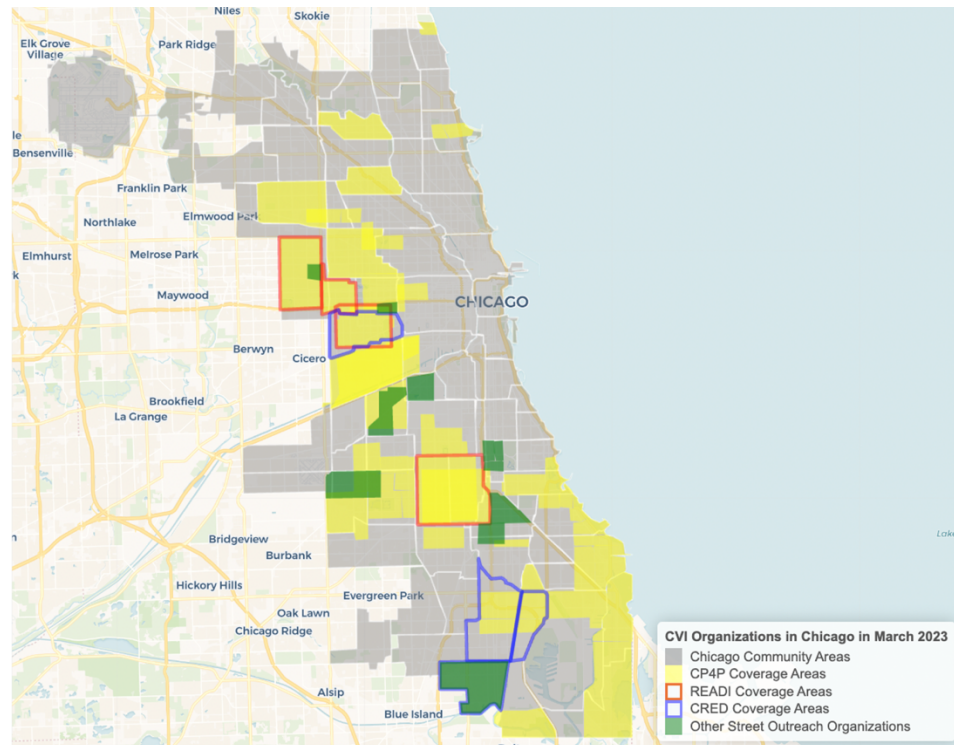 Niles
Skokie
Elk Grove
Village
Park Ridge
le
Bensenville
Franklin Park
Northlake
Elmwood Park
Elmhurst
Melrose Park
k
Maywood
CHICAGO
Berwyn
Cicero
Brookfield
La Grange
n
Bridgeview
Burbank
Lake
Hickory Hills
Evergreen Park
Oak Lawn
Chicago Ridge
Alsip
Blue Island
CVI Organizations in Chicago in March 2023
Chicago Community Areas
CP4P Coverage Areas
READI Coverage Areas
CRED Coverage Areas
Other Street Outreach Organizations